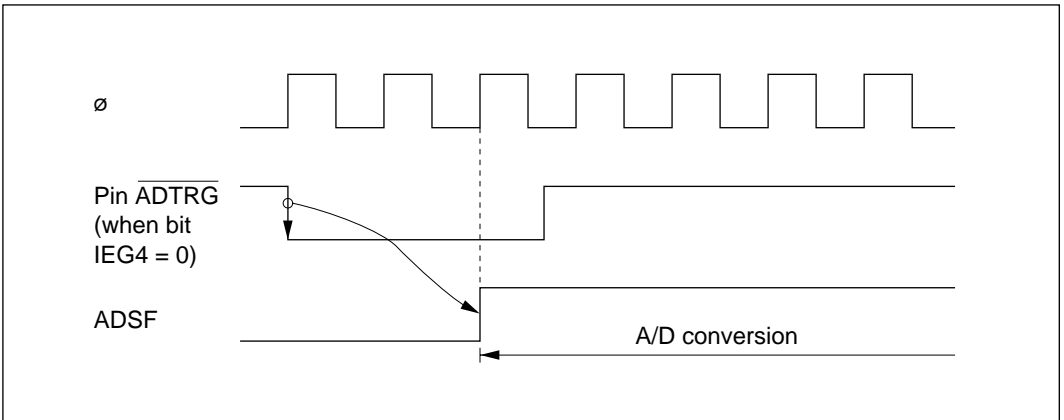 ø
Pin ADTRG
(when bit
IEG4 = 0)
ADSF
A/D conversion